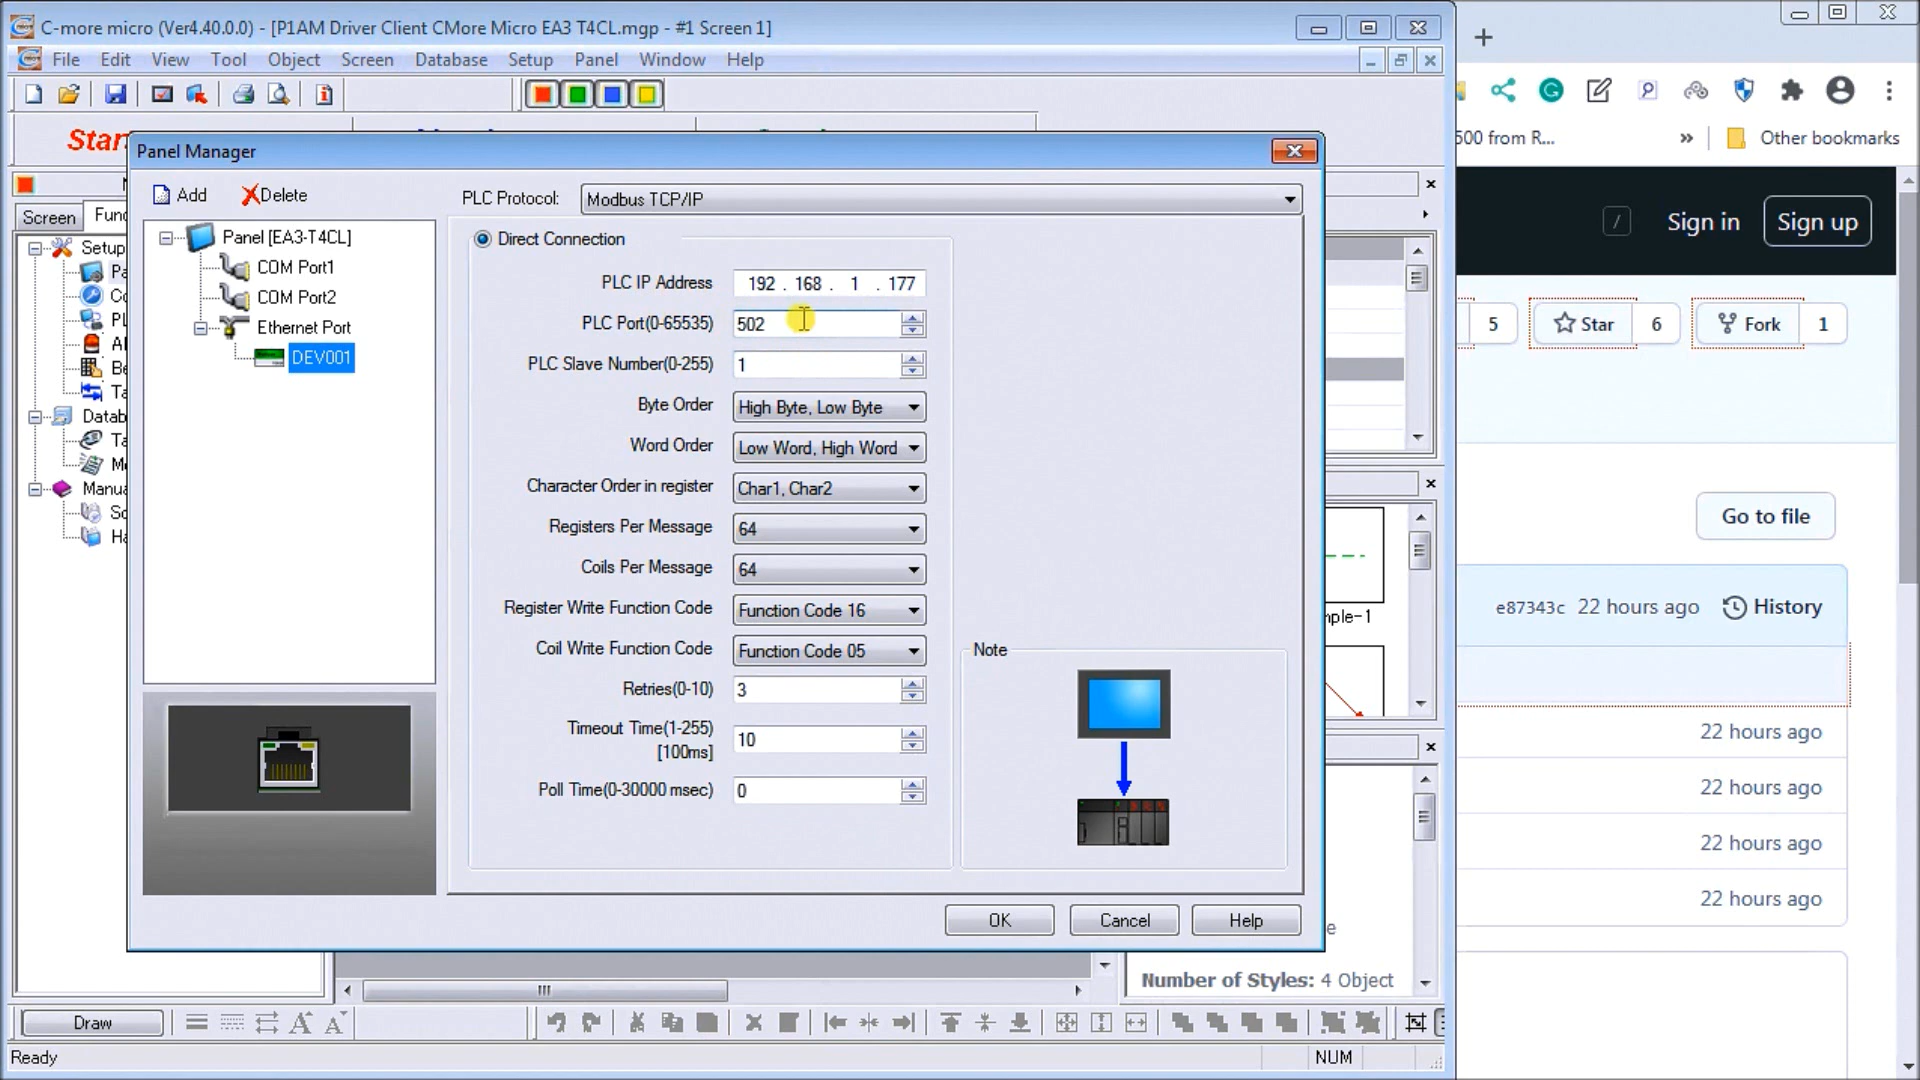 C-more micro (Ver4.40.0.0) - [P1AM Driver Client CMore Micro EA3 T4CL.mgp - #1 Screen 1]
File Edit View Tool Object Screen Database Setup Panel Window Help
500 from R...
»
Other bookmarks
Panel Manager
Add
Delete
PLC Protocol:
Modbus TCP/IP
Screen
/
Sign in
Sign up
Panel [EA3-T4CL]
COM Port1
COM Port2
Ethernet Port
DEV001
Direct Connection
PLC IP Address
192 . 168 . 1 . 177
PLC Port(0-65535)
502
PLC Slave Number(0-255)
1
Byte Order
High Byte, Low Byte
Word Order
Low Word, High Word
Character Order in register
Char1, Char2
Registers Per Message
64
Coils Per Message
64
Register Write Function Code
Function Code 16
Coil Write Function Code
Function Code 05
Retries(0-10)
3
Timeout Time(1-255)
[100ms]
10
Poll Time(0-30000 msec)
0
Note
OK
Cancel
Help
Setup
5
Star
6
Fork
1
Go to file
e87343c 22 hours ago History
22 hours ago
22 hours ago
22 hours ago
22 hours ago
Number of Styles: 4 Object
Draw
Ready
NUM